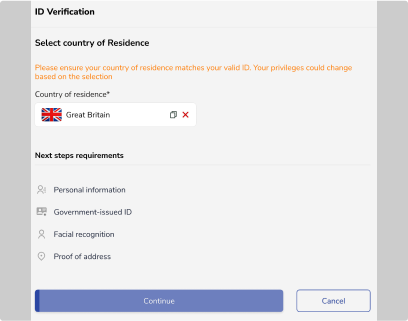 ID Verification
Select country of Residence
Please ensure your country of residence matches your valid ID. Your privileges could change
based on the selection
Country of residence*
Great Britain
Next steps requirements
Personal information
Government-issued ID
Facial recognition
Proof of address
Continue
Cancel